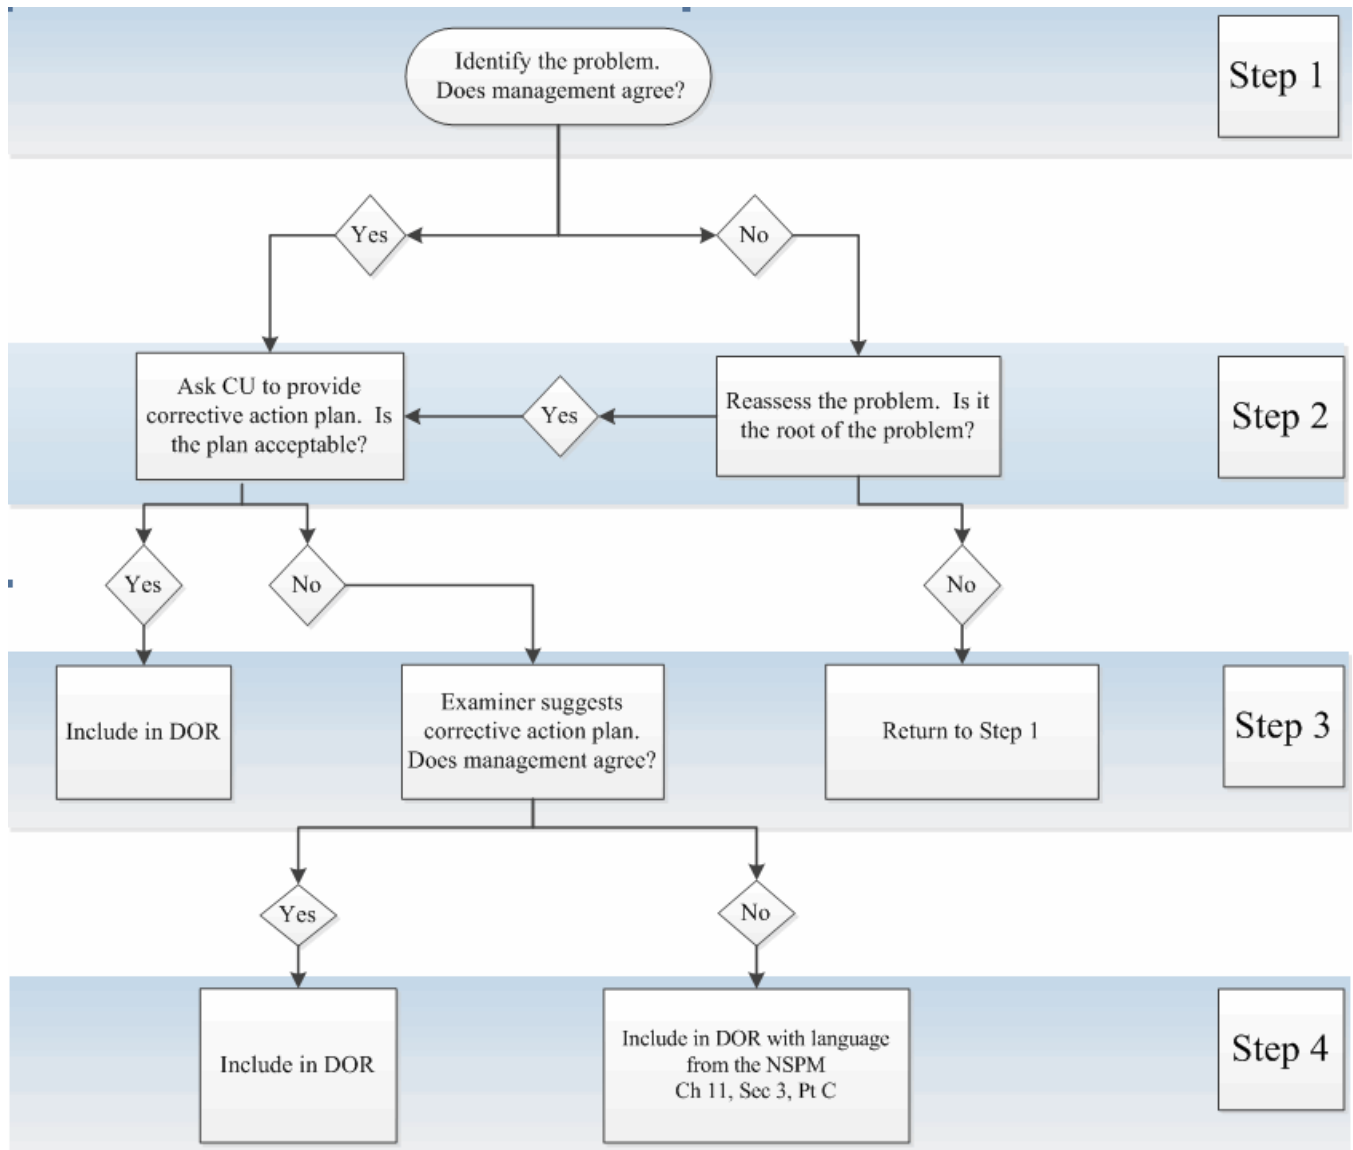 Identify the problem.
Does management agree?
Step 1
Yes
No
Ask CU to provide
corrective action plan.  Is
the plan acceptable?
Yes
Reassess the problem.  Is it
the root of the problem?
Step 2
Yes
No
No
Include in DOR
Examiner suggests
corrective action plan.
Does management agree?
Return to Step 1
Step 3
Yes
No
Include in DOR
Include in DOR with language
from the NSPM
Ch 11, Sec 3, Pt C
Step 4